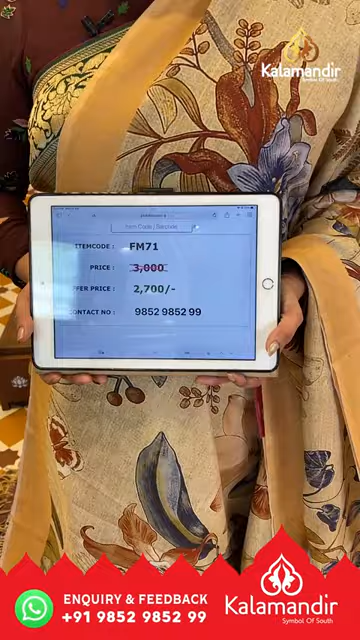 Kalamandir
Symbol Of South
Item Code / Barcode
ITEMCODE : FM71
PRICE : 3,000
FFER PRICE : 2,700/-
CONTACT NO : 9852 9852 99
ENQUIRY & FEEDBACK
+91 9852 9852 99
Kalamandir
Symbol Of South